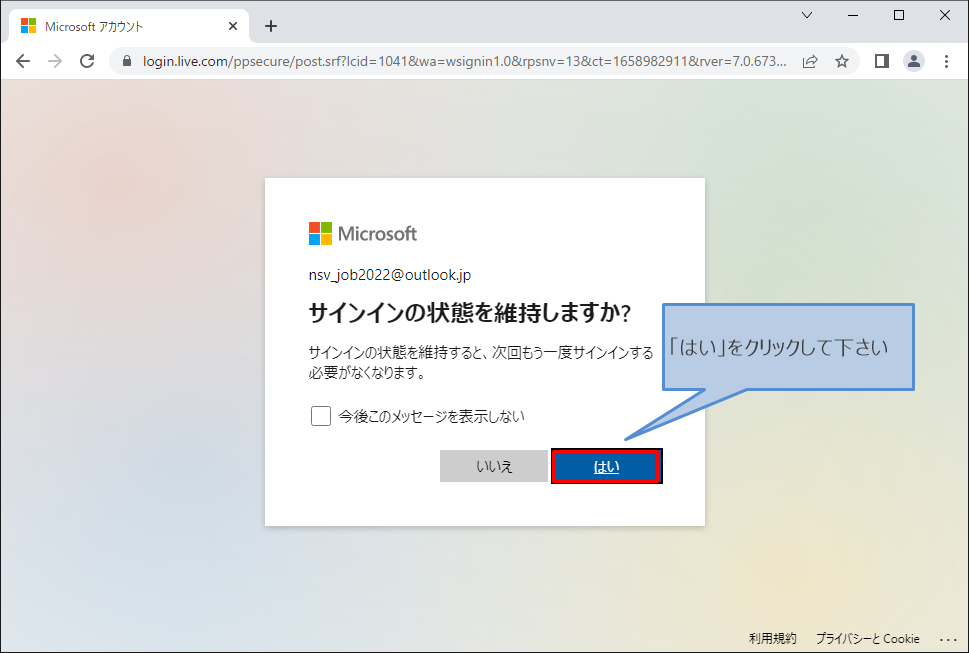 Microsoft アカウント
login.live.com/ppsecure/post.srf?lcid=1041&wa=wsignin1.0&rpsnv=13&ct=1658982911&rver=7.0.673...
Microsoft
nsv_job2022@outlook.jp
サインインの状態を維持しますか?
サインインの状態を維持すると、次回もう一度サインインする
必要がなくなります。
「はい」をクリックして下さい
今後このメッセージを表示しない
いいえ
はい
利用規約
プライバシーと Cookie
...